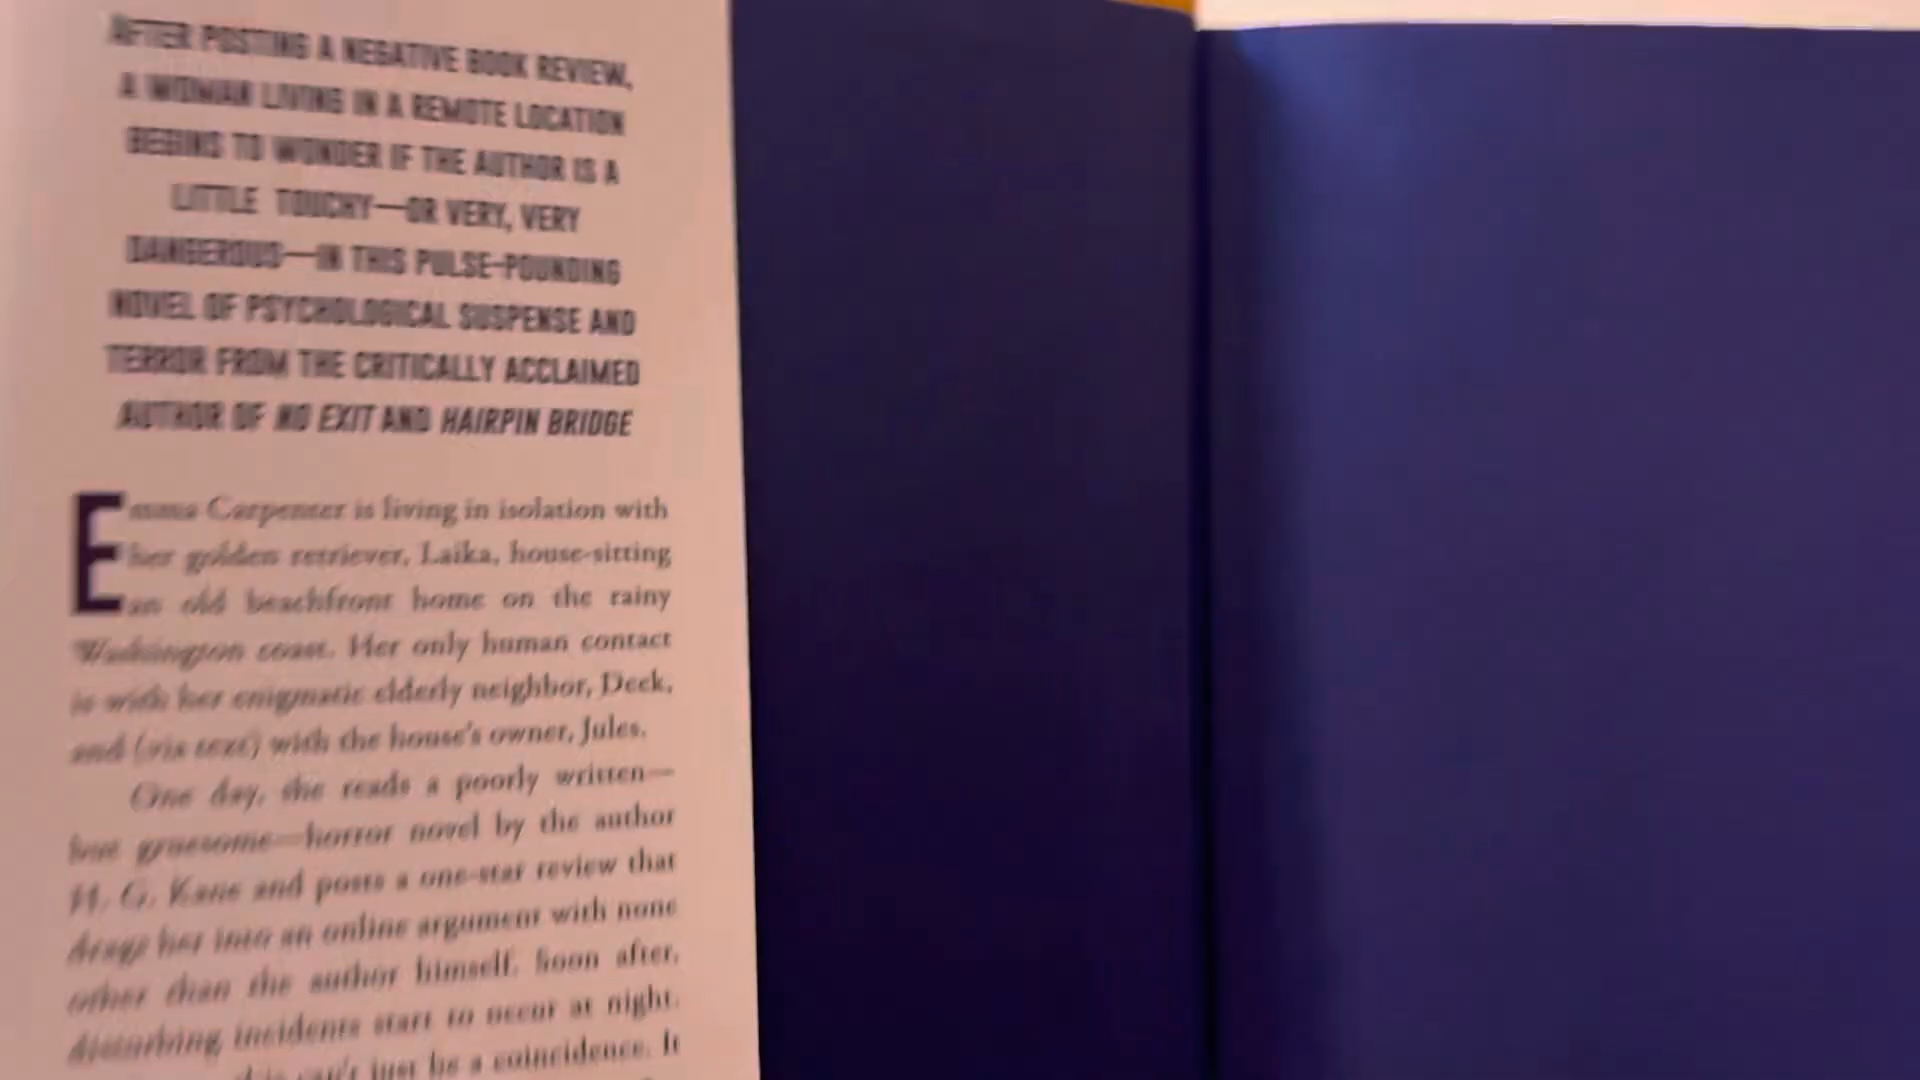 AFTER POSTING A NEGATIVE BOOK REVIEW,
A WOMAN LIVING IN A REMOTE LOCATION
BEGINS TO WONDER IF THE AUTHOR IS A
LITTLE TOUCHY—OR VERY, VERY
DANGEROUS—IN THIS PULSE-POUNDING
NOVEL OF PSYCHOLOGICAL SUSPENSE AND
TERROR FROM THE CRITICALLY ACCLAIMED
AUTHOR OF NO EXIT AND HAIRPIN BRIDGE
Emma Carpenter is living in isolation with
her golden retriever, Laika, house-sitting
an old beachfront home on the rainy
Washington coast. Her only human contact
is with her enigmatic elderly neighbor, Deek,
and (via text) with the house's owner, Jules.
One day, she reads a poorly written—
but gruesome—horror novel by the author
H. G. Kane and posts a one-star review that
drags her into an online argument with none
other than the author himself. Soon after,
disturbing incidents start to occur at night.
this can't just be a coincidence. It